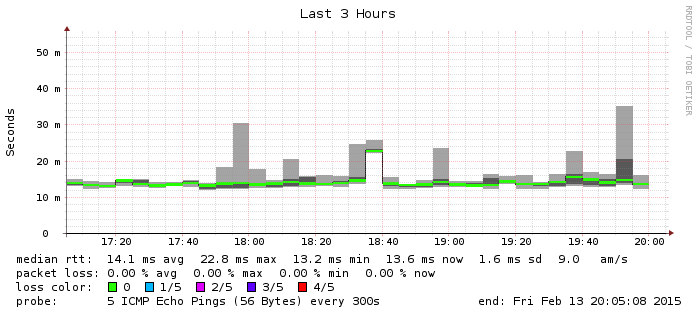 Last 3 Hours
RRDTOOL / TOBI OETIKER
Seconds
50 m
40 m
30 m
20 m
10 m
0
17:20 17:40 18:00 18:20 18:40 19:00 19:20 19:40 20:00
median rtt: 14.1 ms avg 22.8 ms max 13.2 ms min 13.6 ms now 1.6 ms sd 9.0 am/s
packet loss: 0.00 % avg 0.00 % max 0.00 % min 0.00 % now
loss color: 0 1/5 2/5 3/5 4/5
probe: 5 ICMP Echo Pings (56 Bytes) every 300s end: Fri Feb 13 20:05:08 2015